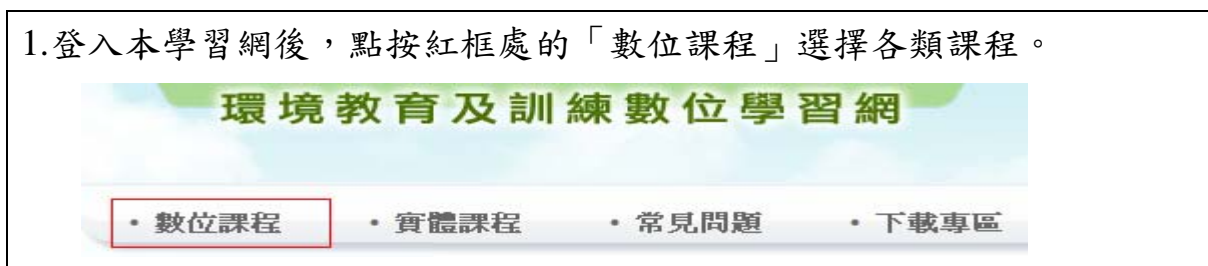 1.登入本學習網後，點按紅框處的「數位課程」選擇各類課程。
環境教育及訓練數位學習網
・數位課程 ・實體課程 ・常見問題 ・下載專區